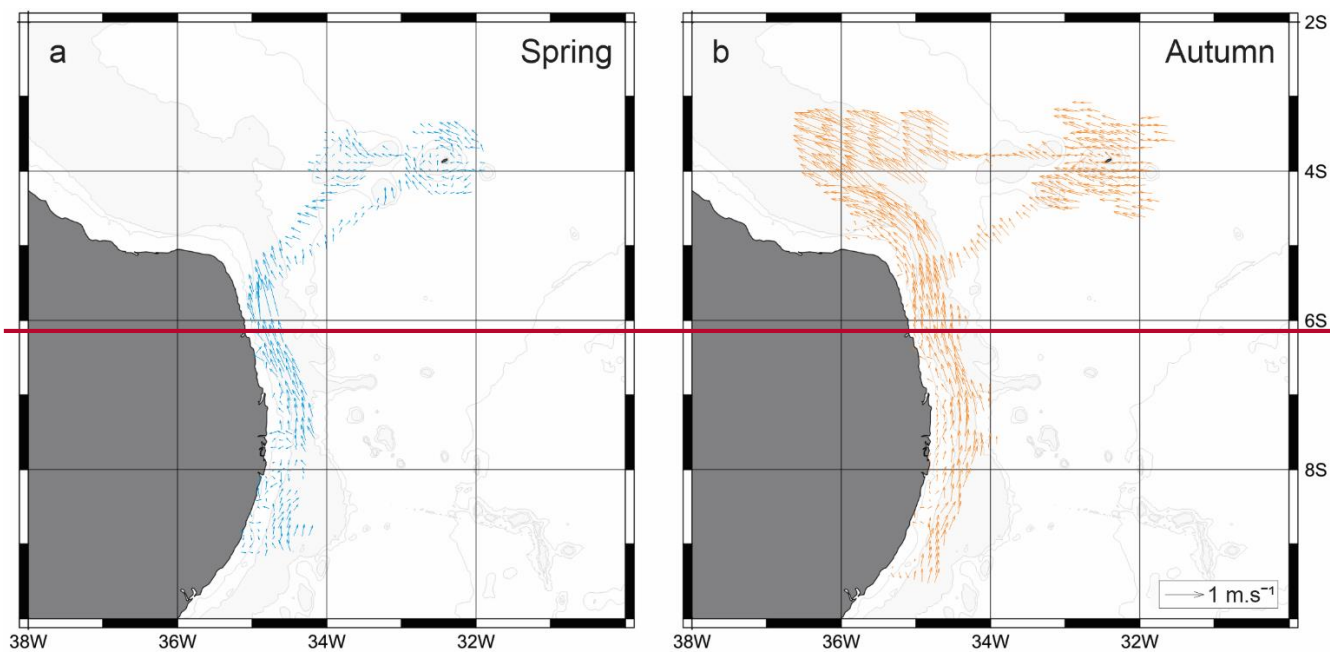 a Spring
b Autumn
2S
4S
6S
8S
1 m.s⁻¹
38W 36W 34W 32W
38W 36W 34W 32W